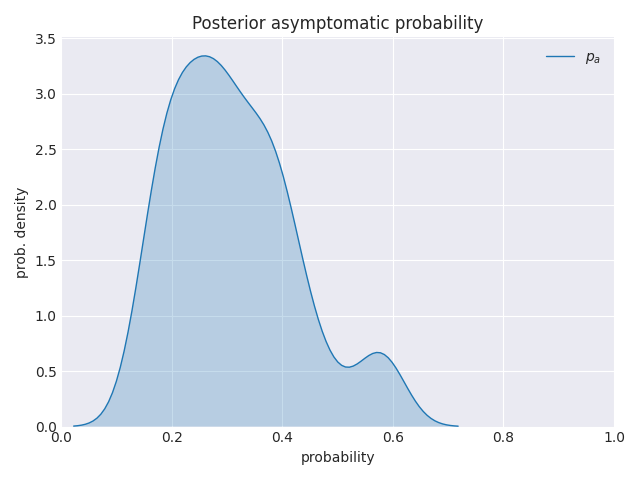 Posterior asymptomatic probability
3.5
3.0
2.5
2.0
1.5
1.0
0.5
0.0
prob. density
pₐ
0.0 0.2 0.4 0.6 0.8 1.0
probability